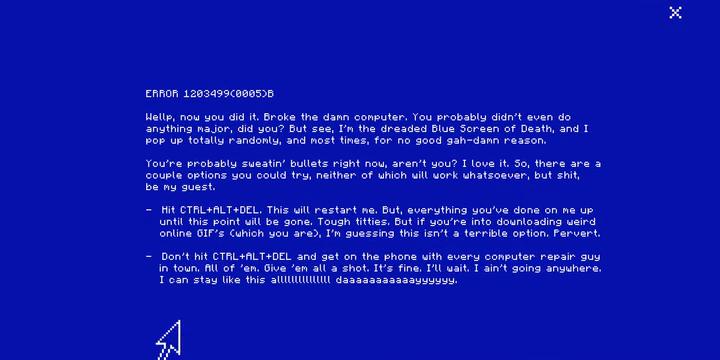 ERROR 1203499(0005)B
Wellp, now you did it. Broke the damn computer. You probably didn't even do
anything major, did you? But see, I'm the dreaded Blue Screen of Death, and I
pop up totally randomly, and most times, for no good gah-damn reason.
You're probably sweatin' bullets right now, aren't you? I love it. So, there are a
couple options you could try, neither of which will work whatsoever, but shit,
be my guest.
- Hit CTRL+ALT+DEL. This will restart me. But, everything you've done on me up
until this point will be gone. Tough titties. But if you're into downloading weird
online GIF's (which you are), I'm guessing this isn't a terrible option. Pervert.
- Don't hit CTRL+ALT+DEL and get on the phone with every computer repair guy
in town. All of 'em. Give 'em all a shot. It's fine. I'll wait. I ain't going anywhere.
I can stay like this alllllllllllllll daaaaaaaaaaayyyyyy.